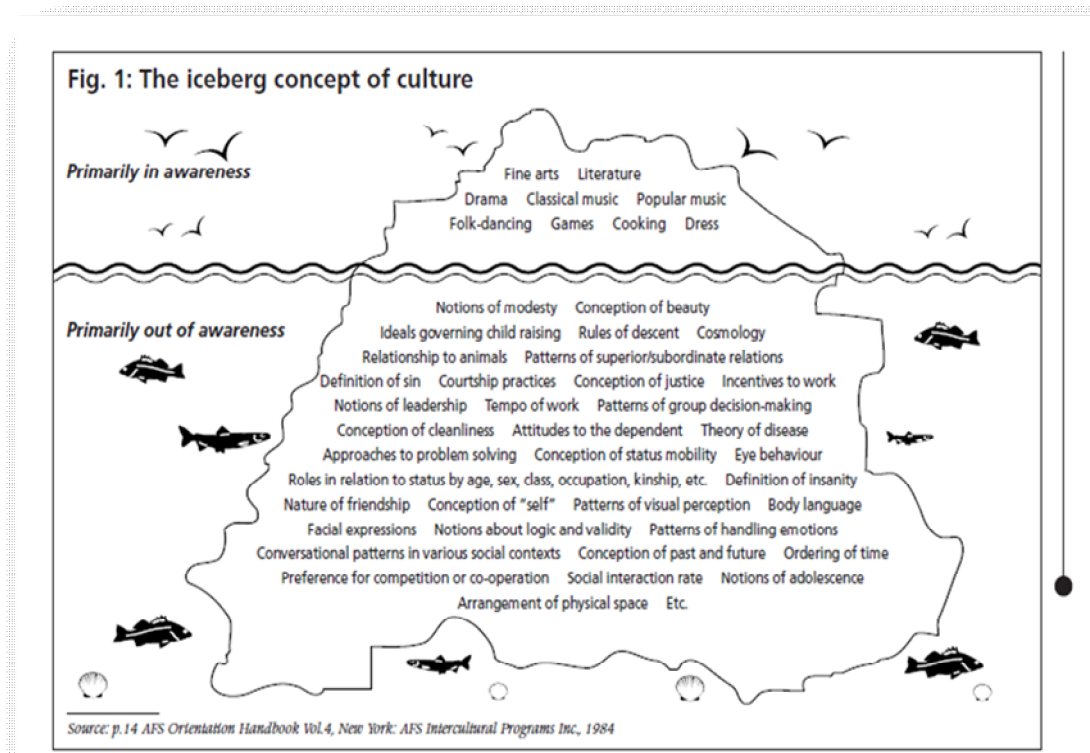 Fig. 1: The iceberg concept of culture
Primarily in awareness
Fine arts Literature
Drama Classical music Popular music
Folk-dancing Games Cooking Dress
Primarily out of awareness
Notions of modesty Conception of beauty
Ideals governing child raising Rules of descent Cosmology
Relationship to animals Patterns of superior/subordinate relations
Definition of sin Courtship practices Conception of justice Incentives to work
Notions of leadership Tempo of work Patterns of group decision-making
Conception of cleanliness Attitudes to the dependent Theory of disease
Approaches to problem solving Conception of status mobility Eye behaviour
Roles in relation to status by age, sex, class, occupation, kinship, etc. Definition of insanity
Nature of friendship Conception of "self" Patterns of visual perception Body language
Facial expressions Notions about logic and validity Patterns of handling emotions
Conversational patterns in various social contexts Conception of past and future Ordering of time
Preference for competition or co-operation Social interaction rate Notions of adolescence
Arrangement of physical space Etc.
Source: p.14 AFS Orientation Handbook Vol.4, New York: AFS Intercultural Programs Inc., 1984